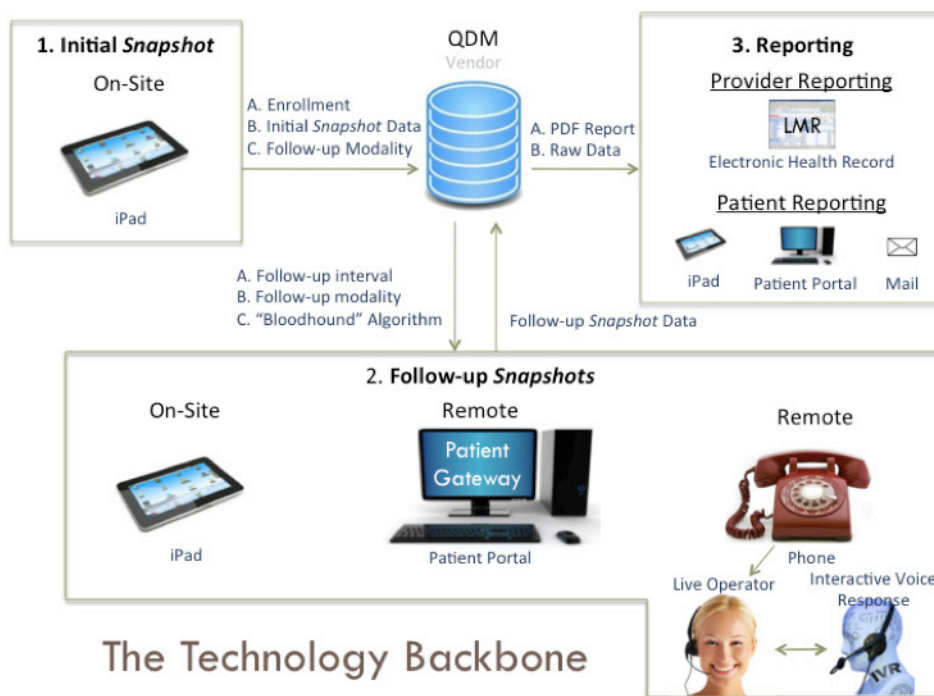 1. Initial Snapshot
On-Site
iPad
A. Enrollment
B. Initial Snapshot Data
C. Follow-up Modality
QDM
Vendor
A. PDF Report
B. Raw Data
3. Reporting
Provider Reporting
LMR
Electronic Health Record
Patient Reporting
iPad
Patient Portal
Mail
A. Follow-up interval
B. Follow-up modality
C. “Bloodhound” Algorithm
Follow-up Snapshot Data
2. Follow-up Snapshots
On-Site
iPad
Remote
Patient
Gateway
Patient Portal
Remote
Phone
Live Operator
Interactive Voice
Response
IVR
The Technology Backbone